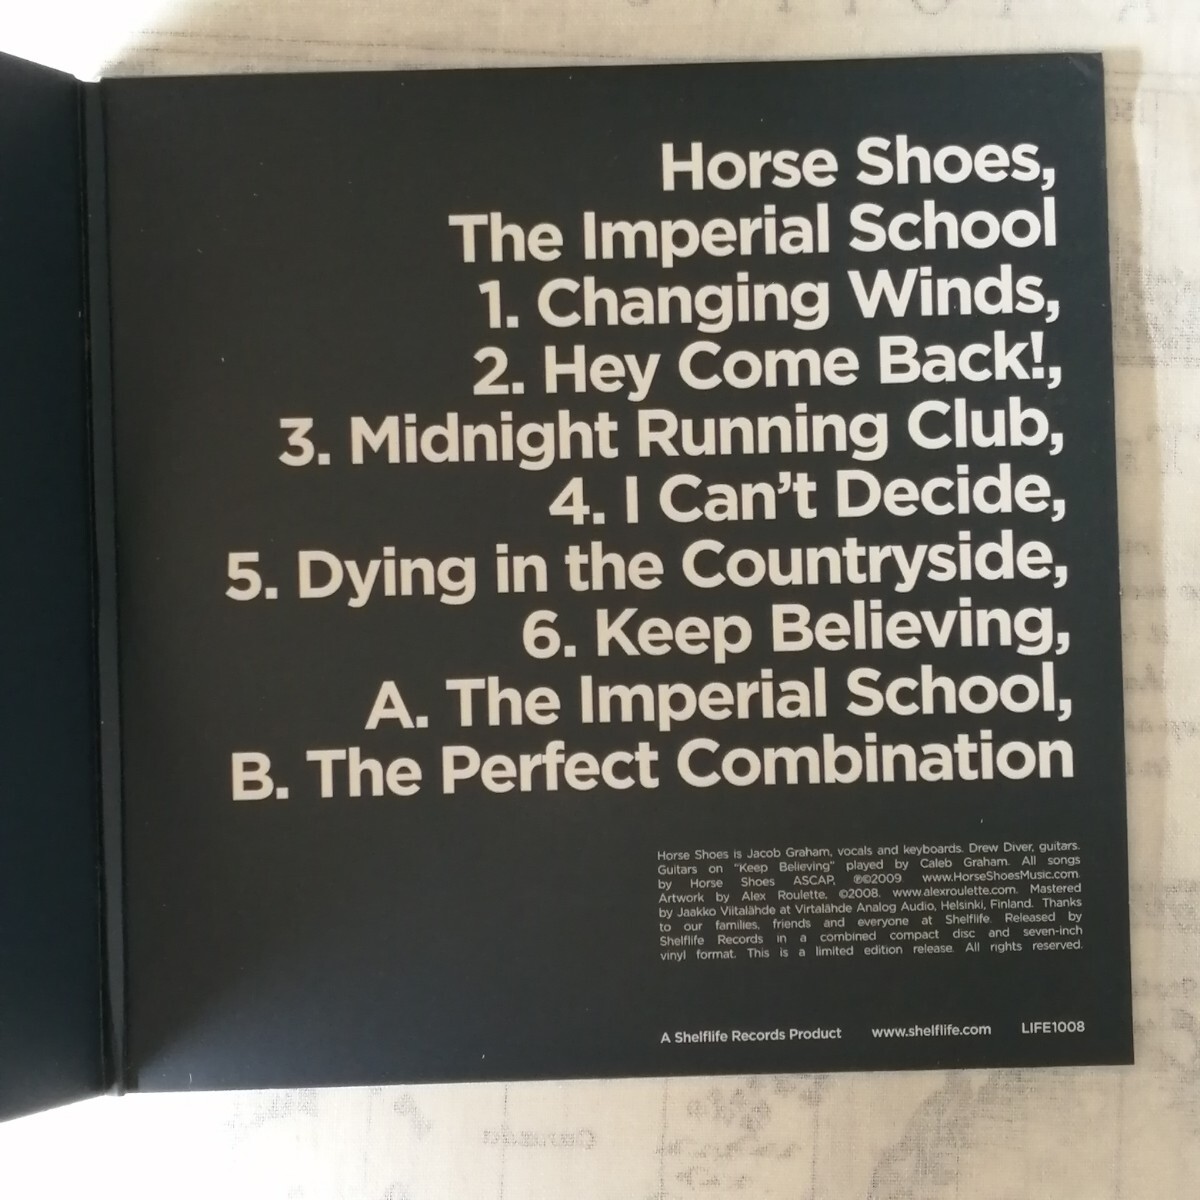 Horse Shoes,
The Imperial School
1. Changing Winds,
2. Hey Come Back!,
3. Midnight Running Club,
4. I Can't Decide,
5. Dying in the Countryside,
6. Keep Believing,
A. The Imperial School,
B. The Perfect Combination
Horse Shoes is Jacob Graham, vocals and keyboards. Drew Diver, guitars.
Guitars on "Keep Believing" played by Caleb Graham. All songs
by Horse Shoes ASCAP, ℗©2009 www.HorseShoesMusic.com.
Artwork by Alex Roulette, ©2008. www.alexroulette.com. Mastered
by Jaakko Viitalähde at Virtalähde Analog Audio, Helsinki, Finland. Thanks
to our families, friends and everyone at Shelflife. Released by
Shelflife Records in a combined compact disc and seven-inch
vinyl format. This is a limited edition release. All rights reserved.
A Shelflife Records Product www.shelflife.com LIFE1008